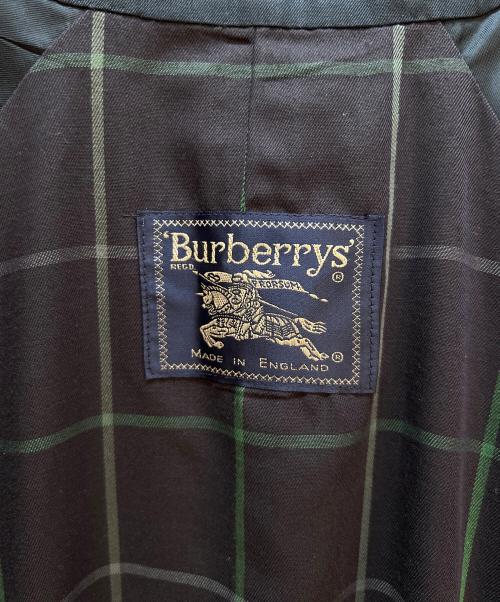 'Burberrys'
REGD
®
PRORSUM
®
MADE IN ENGLAND